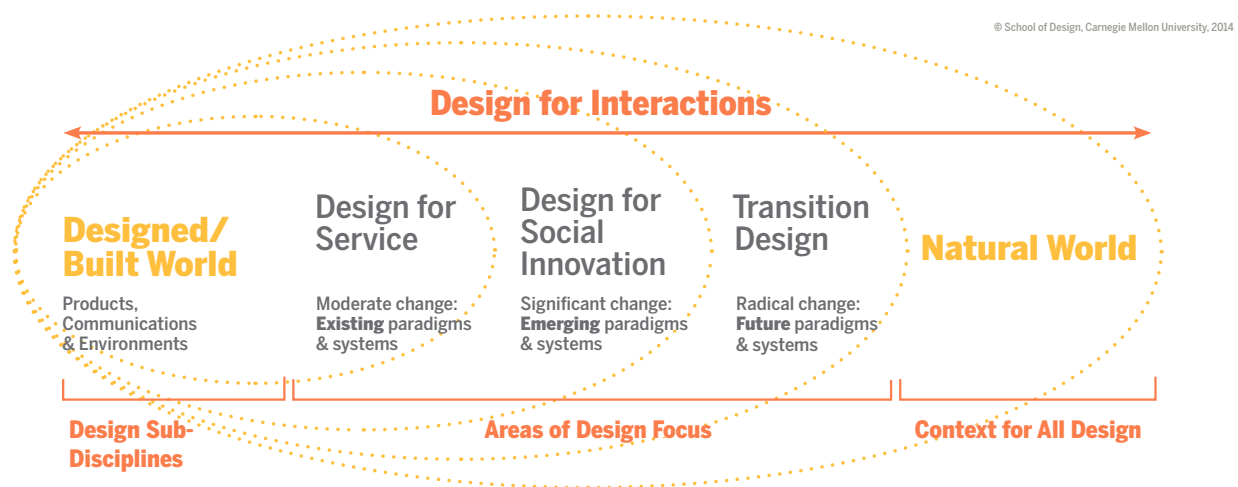 © School of Design, Carnegie Mellon University, 2014
Design for Interactions
Designed/
Built World
Products,
Communications
& Environments
Design for
Service
Moderate change:
Existing paradigms
& systems
Design for
Social
Innovation
Significant change:
Emerging paradigms
& systems
Transition
Design
Radical change:
Future paradigms
& systems
Natural World
Design Sub-
Disciplines
Areas of Design Focus
Context for All Design